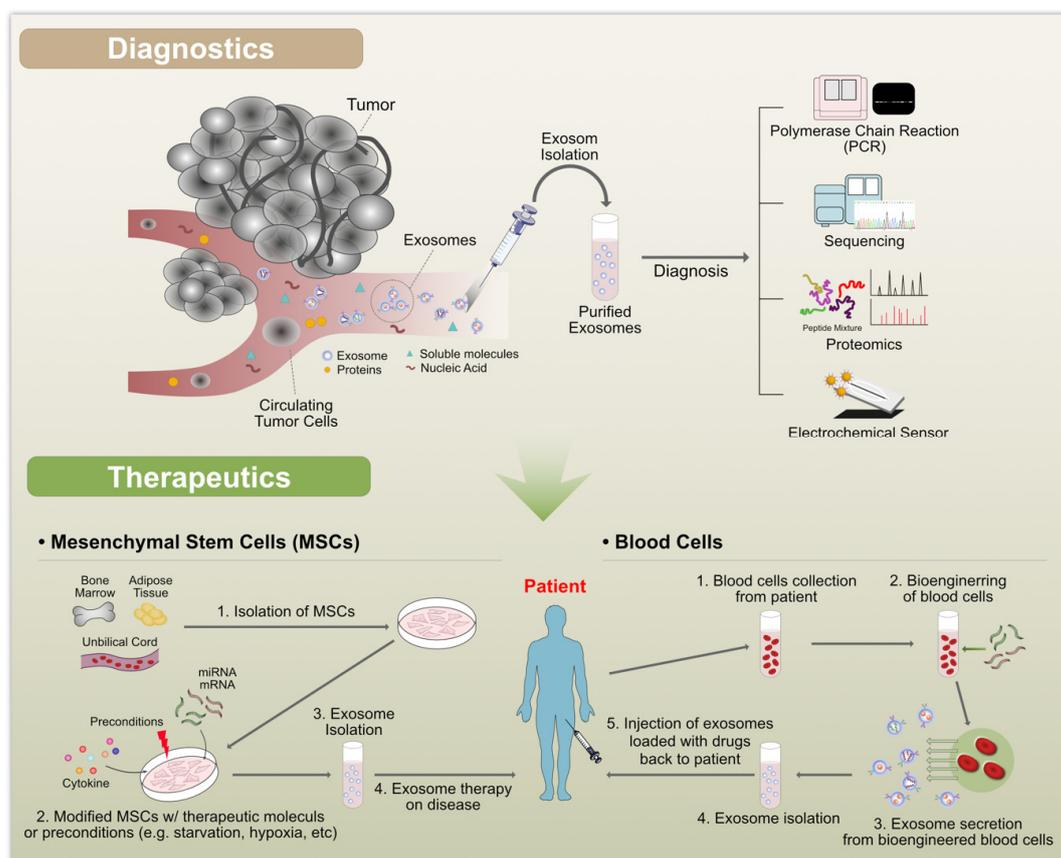 Diagnostics
Tumor
Exosom
Isolation
Exosomes
Polymerase Chain Reaction
(PCR)
Sequencing
Diagnosis
Purified
Exosomes
Peptide Mixture
Proteomics
Exosome
Proteins
Soluble molecules
Nucleic Acid
Circulating
Tumor Cells
Electrochemical Sensor
Therapeutics
• Mesenchymal Stem Cells (MSCs)
Bone
Marrow
Adipose
Tissue
1. Isolation of MSCs
Unbilical Cord
miRNA
mRNA
Preconditions
Cytokine
3. Exosome
Isolation
4. Exosome therapy
on disease
2. Modified MSCs w/ therapeutic moleculs
or preconditions (e.g. starvation, hypoxia, etc)
Patient
• Blood Cells
1. Blood cells collection
from patient
2. Bioenginerring
of blood cells
5. Injection of exosomes
loaded with drugs
back to patient
4. Exosome isolation
3. Exosome secretion
from bioengineered blood cells